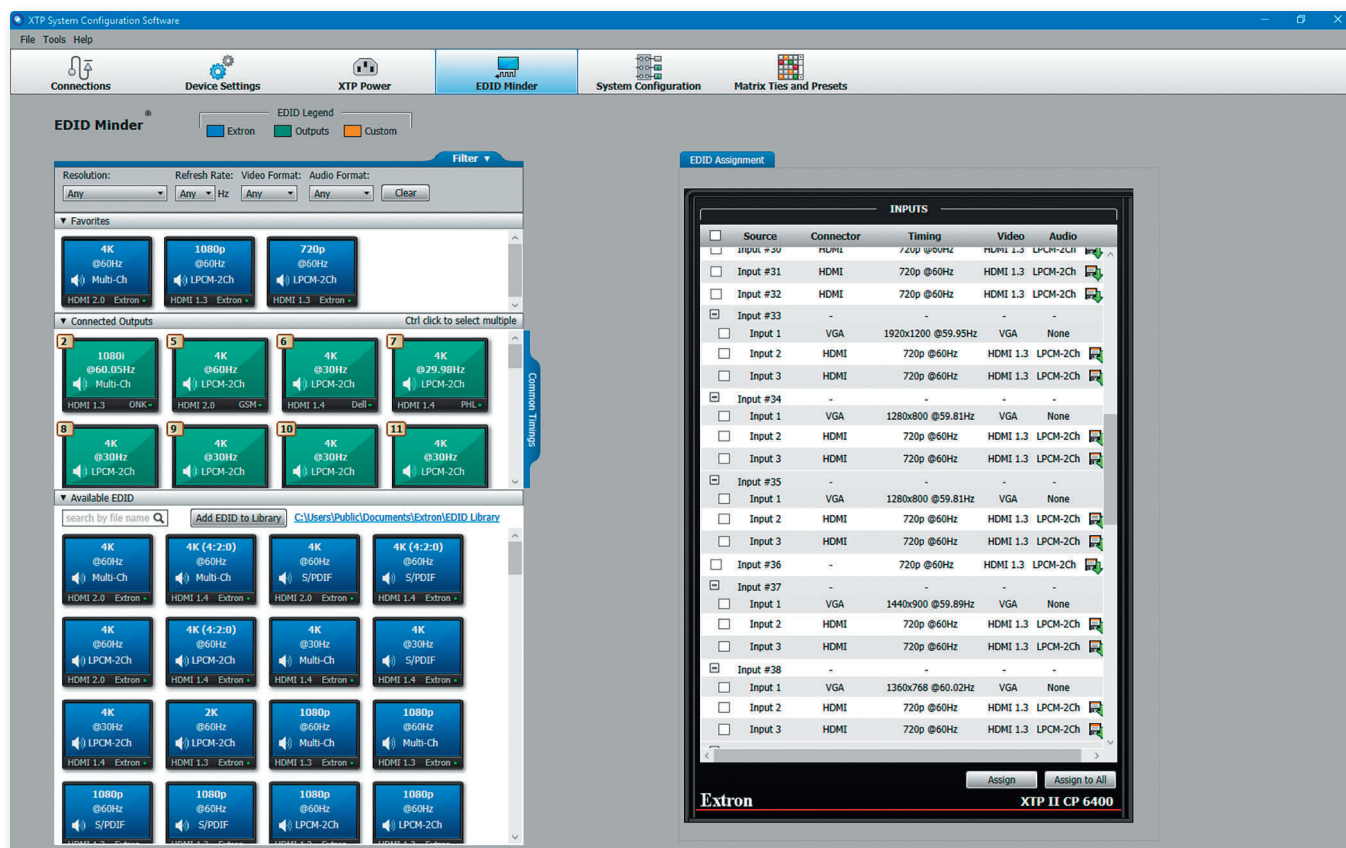 XTP System Configuration Software
File Tools Help
Connections
Device Settings
XTP Power
EDID Minder
System Configuration
Matrix Ties and Presets
EDID Minder ®
EDID Legend
Extron Outputs Custom
Filter ▼
Resolution: Refresh Rate: Video Format: Audio Format:
Any Any Hz Any Any Clear
▼ Favorites
4K 1080p 720p
@60Hz @60Hz @60Hz
Multi-Ch LPCM-2Ch LPCM-2Ch
HDMI 2.0 Extron HDMI 1.3 Extron HDMI 1.3 Extron
▼ Connected Outputs Ctrl click to select multiple
2 5 6 7
1080i 4K 4K 4K
@60.05Hz @60Hz @30Hz @29.98Hz
Multi-Ch LPCM-2Ch LPCM-2Ch LPCM-2Ch
HDMI 1.3 ONK HDMI 2.0 GSM HDMI 1.4 Dell HDMI 1.4 PHL
8 9 10 11
4K 4K 4K 4K
@30Hz @30Hz @30Hz @30Hz
LPCM-2Ch LPCM-2Ch LPCM-2Ch LPCM-2Ch
Common Timings
▼ Available EDID
search by file name Add EDID to Library C:\Users\Public\Documents\Extron\EDID Library
4K 4K (4:2:0) 4K 4K (4:2:0)
@60Hz @60Hz @60Hz @60Hz
Multi-Ch Multi-Ch S/PDIF S/PDIF
HDMI 2.0 Extron HDMI 1.4 Extron HDMI 2.0 Extron HDMI 1.4 Extron
4K 4K (4:2:0) 4K 4K
@60Hz @60Hz @30Hz @30Hz
LPCM-2Ch LPCM-2Ch Multi-Ch S/PDIF
HDMI 2.0 Extron HDMI 1.4 Extron HDMI 1.4 Extron HDMI 1.4 Extron
4K 2K 1080p 1080p
@30Hz @60Hz @60Hz @60Hz
LPCM-2Ch LPCM-2Ch Multi-Ch Multi-Ch
HDMI 1.4 Extron HDMI 1.3 Extron HDMI 1.3 Extron HDMI 1.3 Extron
1080p 1080p 1080p 1080p
@60Hz @60Hz @60Hz @60Hz
S/PDIF S/PDIF LPCM-2Ch LPCM-2Ch
EDID Assignment
INPUTS
Source Connector Timing Video Audio
Input #30 HDMI 720p @60Hz HDMI 1.3 LPCM-2Ch
Input #31 HDMI 720p @60Hz HDMI 1.3 LPCM-2Ch
Input #32 HDMI 720p @60Hz HDMI 1.3 LPCM-2Ch
Input #33 - - - -
Input 1 VGA 1920x1200 @59.95Hz VGA None
Input 2 HDMI 720p @60Hz HDMI 1.3 LPCM-2Ch
Input 3 HDMI 720p @60Hz HDMI 1.3 LPCM-2Ch
Input #34 - - - -
Input 1 VGA 1280x800 @59.81Hz VGA None
Input 2 HDMI 720p @60Hz HDMI 1.3 LPCM-2Ch
Input 3 HDMI 720p @60Hz HDMI 1.3 LPCM-2Ch
Input #35 - - - -
Input 1 VGA 1280x800 @59.81Hz VGA None
Input 2 HDMI 720p @60Hz HDMI 1.3 LPCM-2Ch
Input 3 HDMI 720p @60Hz HDMI 1.3 LPCM-2Ch
Input #36 - 720p @60Hz HDMI 1.3 LPCM-2Ch
Input #37 - - - -
Input 1 VGA 1440x900 @59.89Hz VGA None
Input 2 HDMI 720p @60Hz HDMI 1.3 LPCM-2Ch
Input 3 HDMI 720p @60Hz HDMI 1.3 LPCM-2Ch
Input #38 - - - -
Input 1 VGA 1360x768 @60.02Hz VGA None
Input 2 HDMI 720p @60Hz HDMI 1.3 LPCM-2Ch
Input 3 HDMI 720p @60Hz HDMI 1.3 LPCM-2Ch
Assign Assign to All
Extron XTP II CP 6400